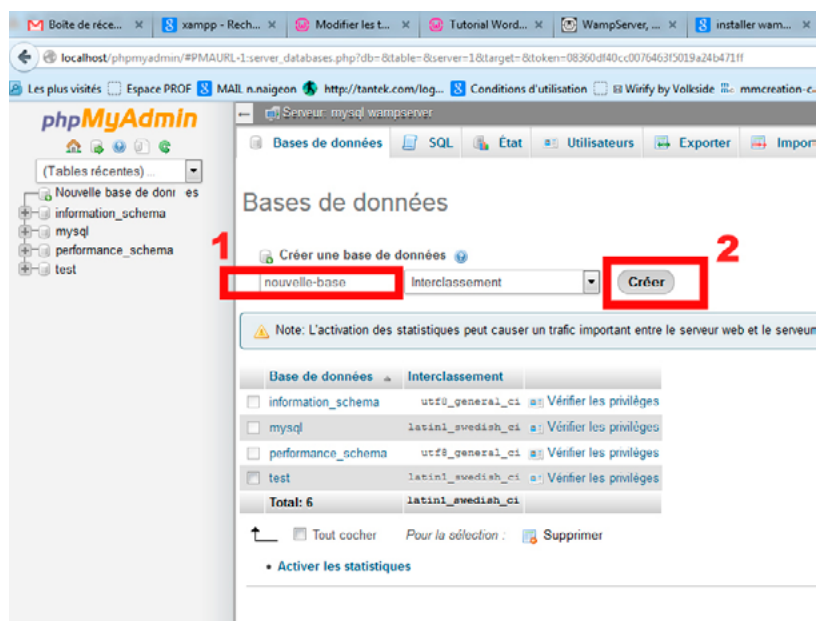 Boîte de réce... × xampp - Rech... × Modifier les t... × Tutorial Word... × WampServer, ... × installer wam... ×
localhost/phpmyadmin/#PMAURL-1:server_databases.php?db=&table=&server=1&target=&token=08360df40cc0076463f5019a24b471ff
Les plus visités Espace PROF MAIL n.naigeon http://tantek.com/log... Conditions d'utilisation Wirify by Volkside mmcreation-c
phpMyAdmin
(Tables récentes) ...
Nouvelle base de donr es
information_schema
mysql
performance_schema
test
Serveur: mysql wampserver
Bases de données SQL État Utilisateurs Exporter Impor
Bases de données
1
2
Créer une base de données
nouvelle-base Interclassement Créer
Note: L'activation des statistiques peut causer un trafic important entre le serveur web et le serveur
Base de données Interclassement
information_schema utf8_general_ci Vérifier les privilèges
mysql latin1_swedish_ci Vérifier les privilèges
performance_schema utf8_general_ci Vérifier les privilèges
test latin1_swedish_ci Vérifier les privilèges
Total: 6 latin1_swedish_ci
Tout cocher Pour la sélection : Supprimer
Activer les statistiques